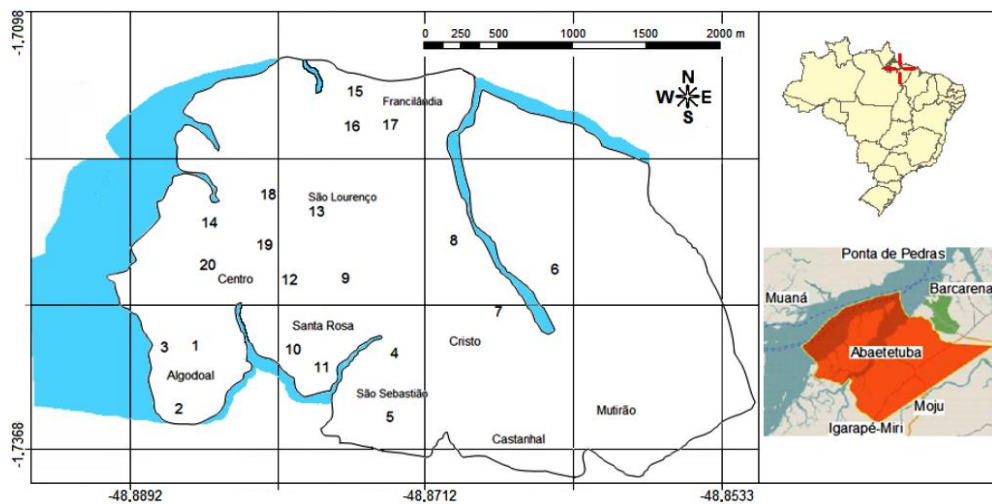 -1,7098
0 500 1000 1500 2000 m
N
W E
S
15
Francilândia
16 17
18
São Lourenço
13
14
8
19
20
Centro
12 9
6
7
Santa Rosa
3 1
10
11
4
Cristo
Algodoal
2
São Sebastião
5
Mutirão
Castanhal
-1,7368
-48.8892 -48.8712 -48.8533
Ponta de Pedras
Muaná
Barcarena
Abaetetuba
Moju
Igarapé-Miri